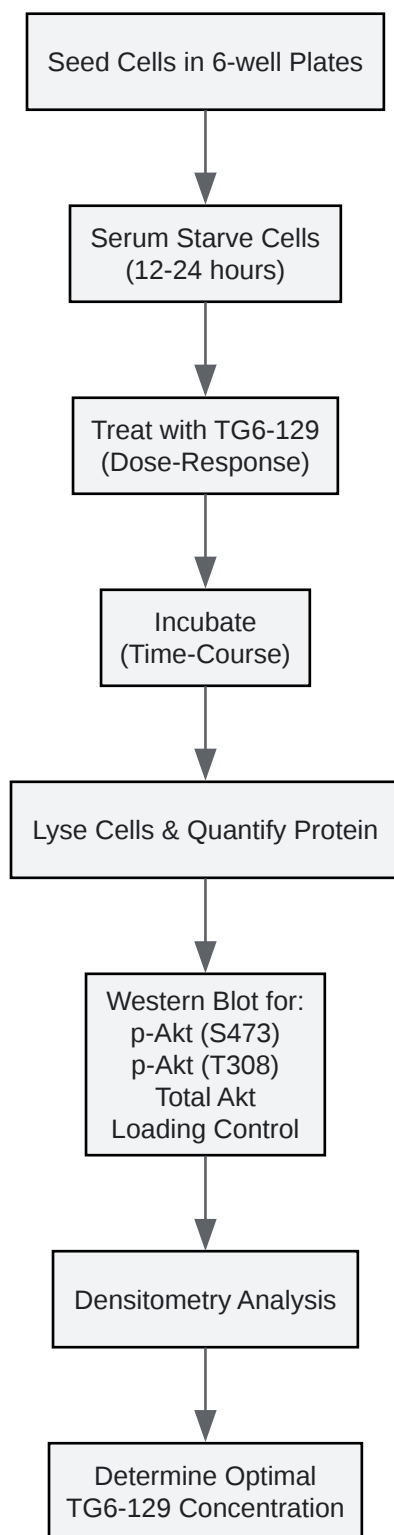 Seed Cells in 6-well Plates
Serum Starve Cells
(12-24 hours)
Treat with TG6-129
(Dose-Response)
Incubate
(Time-Course)
Lyse Cells & Quantify Protein
Western Blot for:
p-Akt (S473)
p-Akt (T308)
Total Akt
Loading Control
Densitometry Analysis
Determine Optimal
TG6-129 Concentration